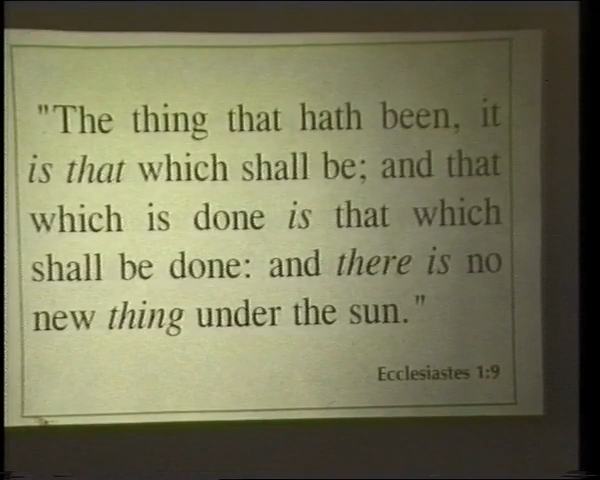 "The thing that hath been, it
is that which shall be; and that
which is done is that which
shall be done: and there is no
new thing under the sun."
Ecclesiastes 1:9